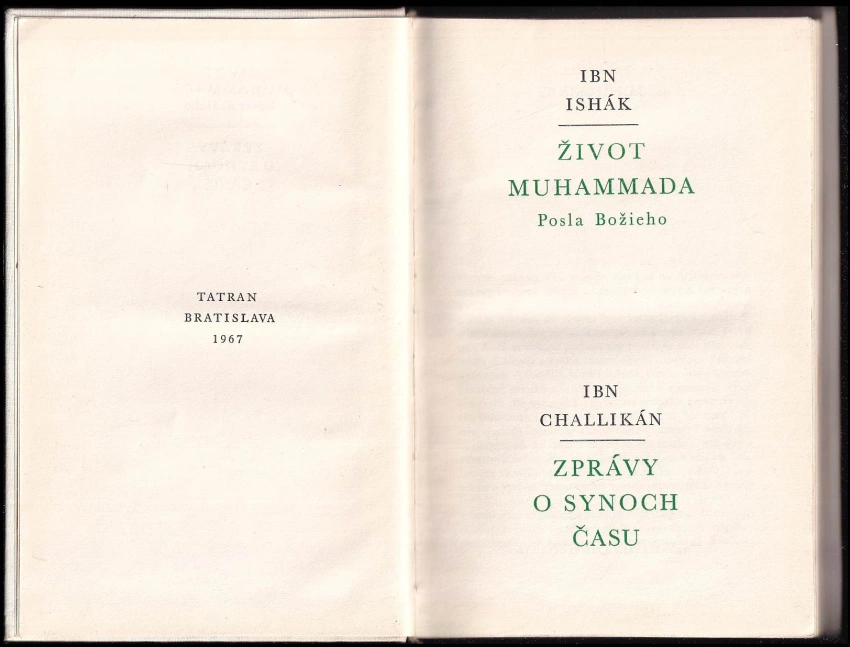 TATRAN
BRATISLAVA
1967
IBN
ISHÁK
ŽIVOT
MUHAMMADA
Posla Božieho
IBN
CHALLIKÁN
ZPRÁVY
O SYNOCH
ČASU